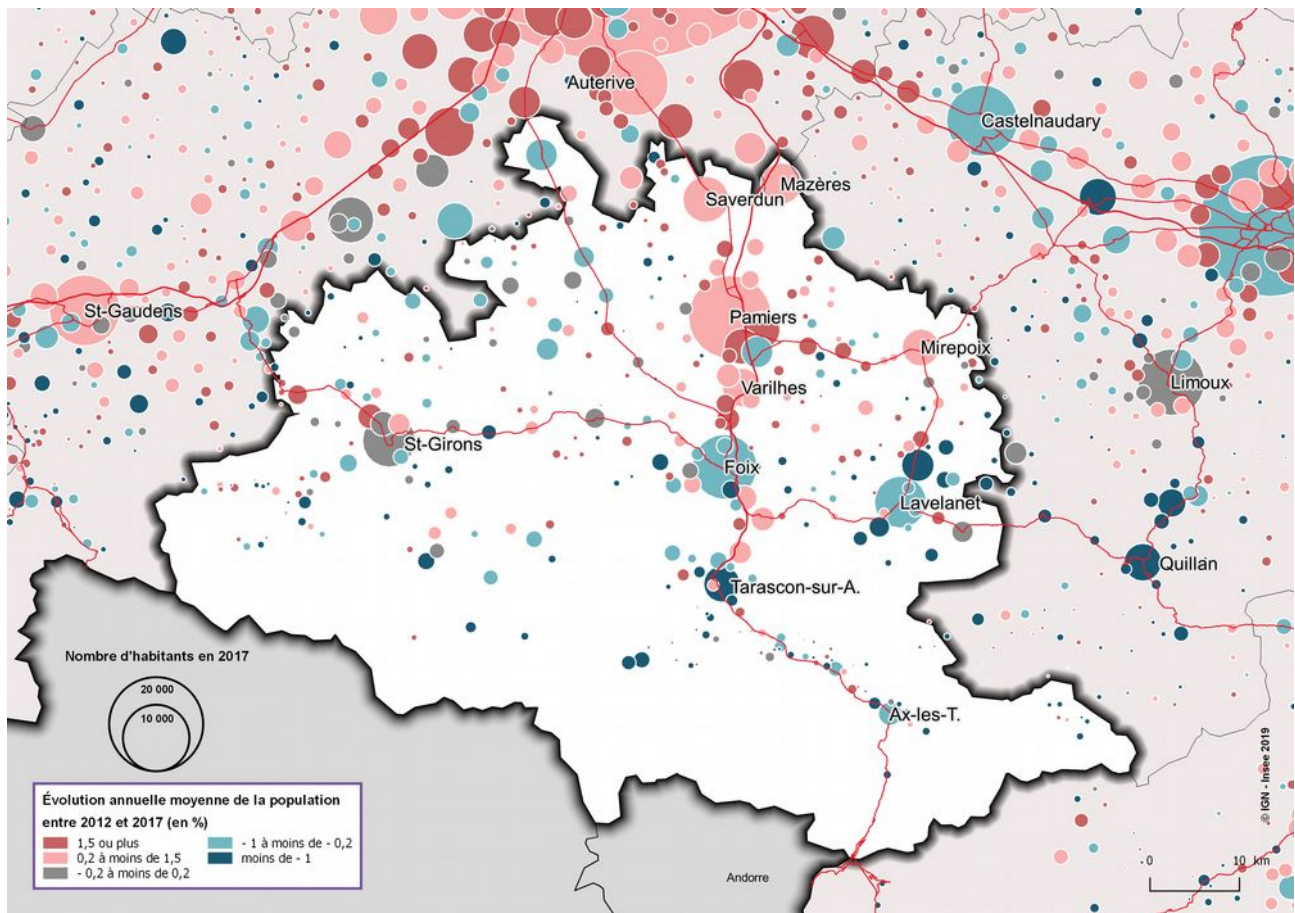 Auterive
Castelnaudary
Mazères
Saverdun
St-Gaudens
Pamiers
Mirepoix
Varilhes
Limoux
St-Girons
Foix
Lavelanet
Quillan
Tarascon-sur-A.
Ax-les-T.
Andorre
Nombre d'habitants en 2017
20 000
10 000
Évolution annuelle moyenne de la population
entre 2012 et 2017 (en %)
1,5 ou plus
0,2 à moins de 1,5
- 0,2 à moins de 0,2
- 1 à moins de - 0,2
moins de - 1
0 10 km
© IGN - Insee 2019